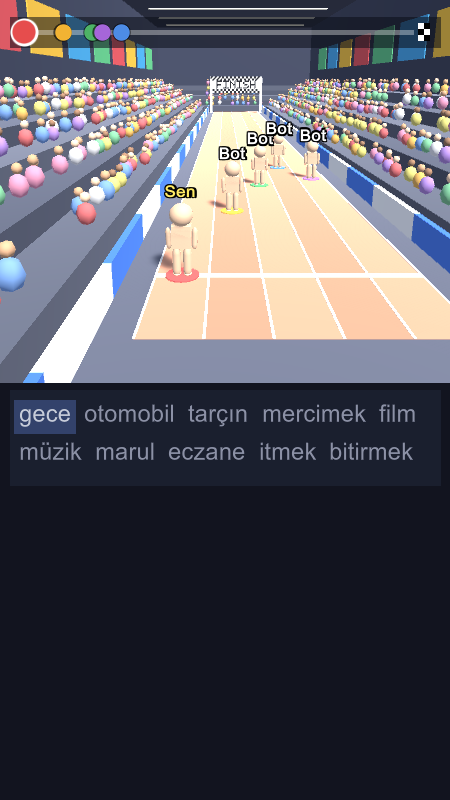 FINISH
Bot
Bot
Bot
Bot
Sen
gece otomobil tarçın mercimek film
müzik marul eczane itmek bitirmek